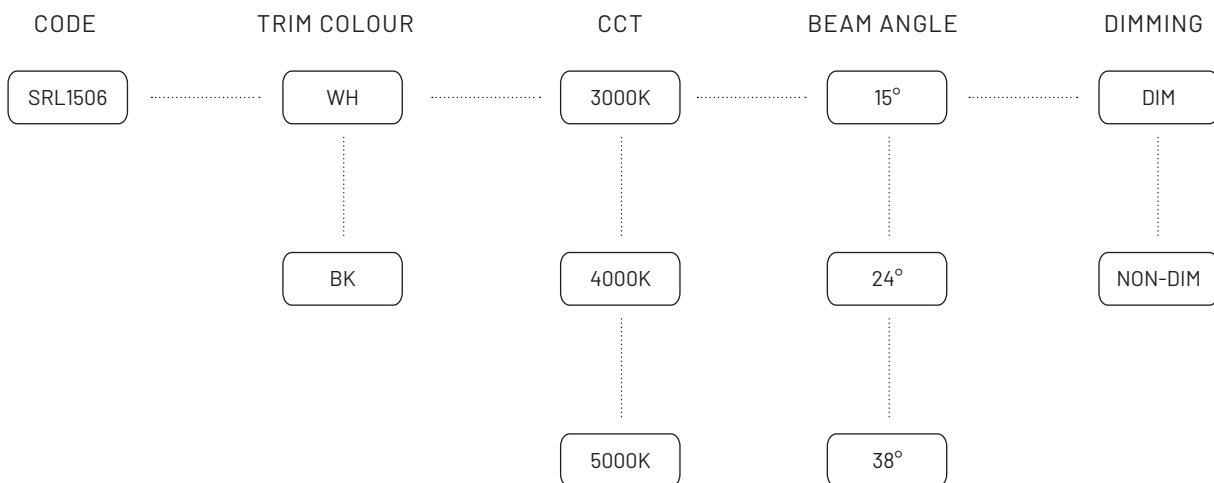 CODE TRIM COLOUR CCT BEAM ANGLE DIMMING
SRL1506 WH 3000K 15° DIM
BK 4000K 24° NON-DIM
5000K 38°